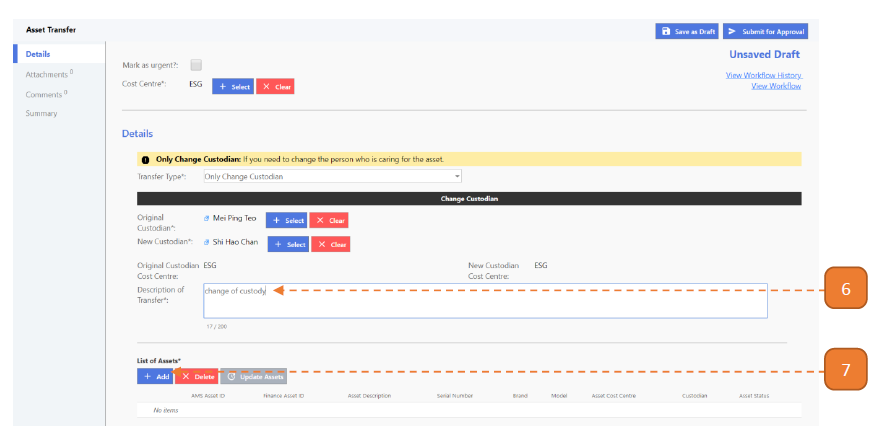 Asset Transfer
Save as Draft
Submit for Approval
Details
Attachments 0
Comments 0
Summary
Unsaved Draft
View Workflow History
View Workflow
Mark as urgent?:
Cost Centre*: ESG + Select X Clear
Details
Only Change Custodian: If you need to change the person who is caring for the asset.
Transfer Type*: Only Change Custodian
Change Custodian
Original Custodian*: Mei Ping Teo + Select X Clear
New Custodian*: Shi Hao Chan + Select X Clear
Original Custodian Cost Centre: ESG
New Custodian Cost Centre: ESG
Description of Transfer*: change of custody
17 / 200
6
List of Assets*
+ Add X Delete Update Assets
7
AMS Asset ID Finance Asset ID Asset Description Serial Number Brand Model Asset Cost Centre Custodian Asset Status
No items